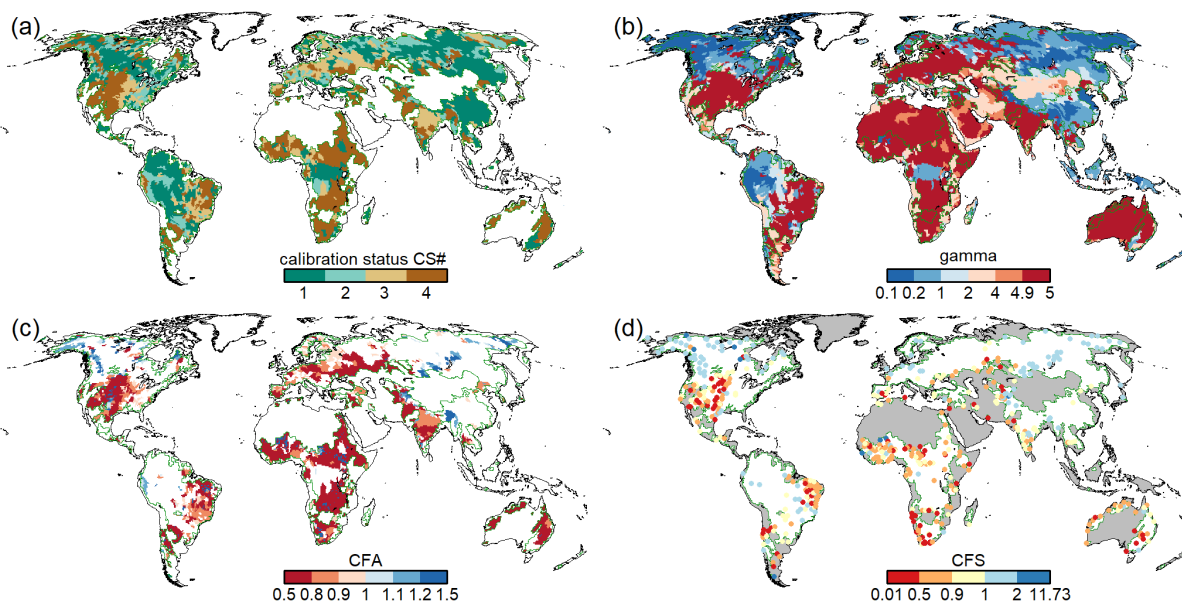 (a)
(b)
calibration status CS#
1 2 3 4
gamma
0.1 0.2 1 2 4 4.9 5
(c)
(d)
CFA
0.5 0.8 0.9 1 1.1 1.2 1.5
CFS
0.01 0.5 0.9 1 2 11.73